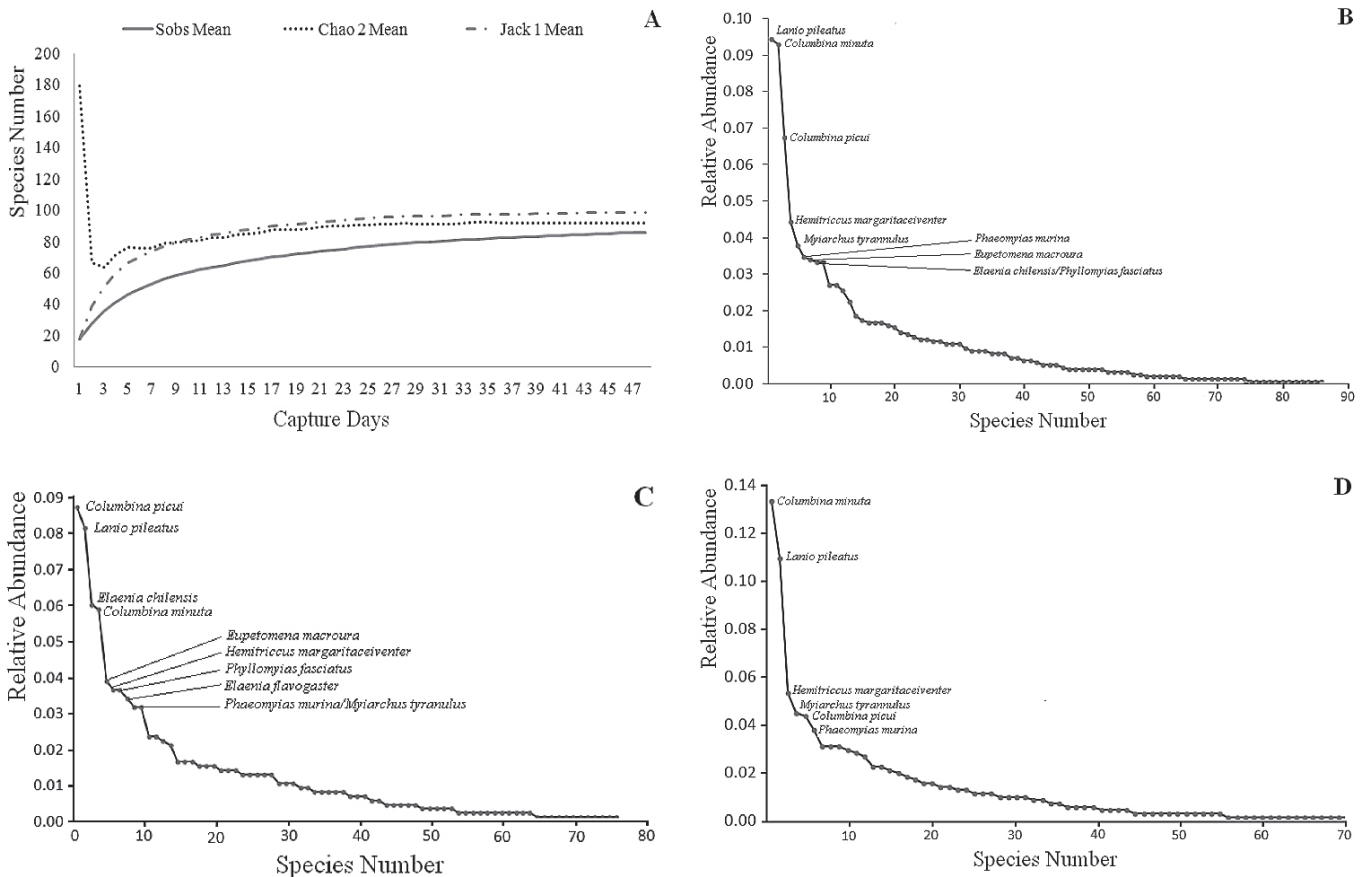 A
Sobs Mean Chao 2 Mean Jack 1 Mean
Species Number
200
180
160
140
120
100
80
60
40
20
0
1 3 5 7 9 11 13 15 17 19 21 23 25 27 29 31 33 35 37 39 41 43 45 47
Capture Days
B
Relative Abundance
0.10
0.09
0.08
0.07
0.06
0.05
0.04
0.03
0.02
0.01
0.00
Lanio pileatus
Columbina minuta
Columbina picui
Hemitriccus margaritaceiventer
Myiarchus tyrannulus
Phaeomyias murina
Eupetomena macroura
Elaenia chilensis/Phyllomyias fasciatus
10 20 30 40 50 60 70 80 90
Species Number
C
Relative Abundance
0.09
0.08
0.07
0.06
0.05
0.04
0.03
0.02
0.01
0.00
Columbina picui
Lanio pileatus
Elaenia chilensis
Columbina minuta
Eupetomena macroura
Hemitriccus margaritaceiventer
Phyllomyias fasciatus
Elaenia flavogaster
Phaeomyias murina/Myiarchus tyranulus
0 10 20 30 40 50 60 70 80
Species Number
D
Relative Abundance
0.14
0.12
0.10
0.08
0.06
0.04
0.02
0.00
Columbina minuta
Lanio pileatus
Hemitriccus margaritaceiventer
Myiarchus tyrannulus
Columbina picui
Phaeomyias murina
10 20 30 40 50 60 70
Species Number